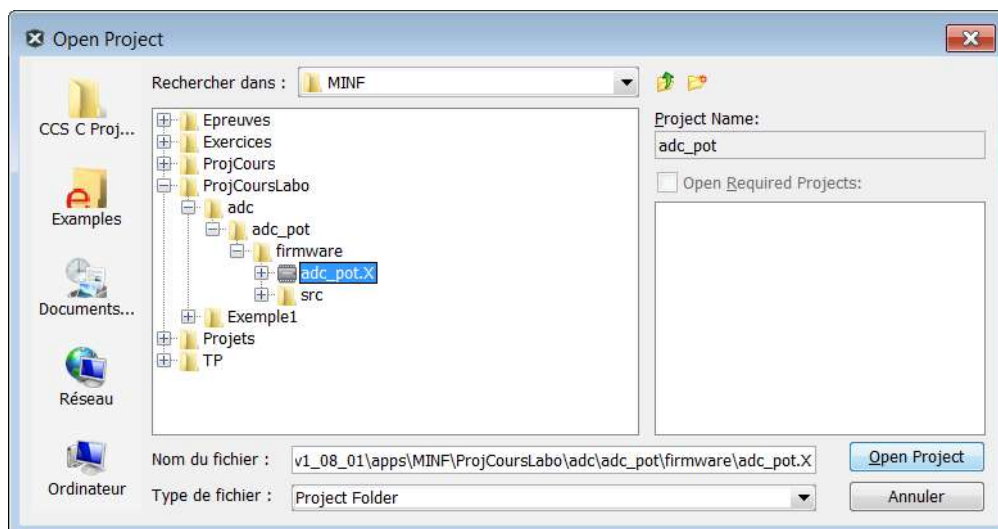 Open Project
Rechercher dans : MINF
CCS C Proj...
Examples
Documents...
Réseau
Ordinateur
Epreuves
Exercices
ProjCours
ProjCoursLabo
adc
adc_pot
firmware
adc_pot.X
src
Exemple1
Projets
TP
Project Name:
adc_pot
Open Required Projects:
Nom du fichier : v1_08_01\apps\MINF\ProjCoursLabo\adc\adc_pot\firmware\adc_pot.X
Open Project
Type de fichier : Project Folder
Annuler